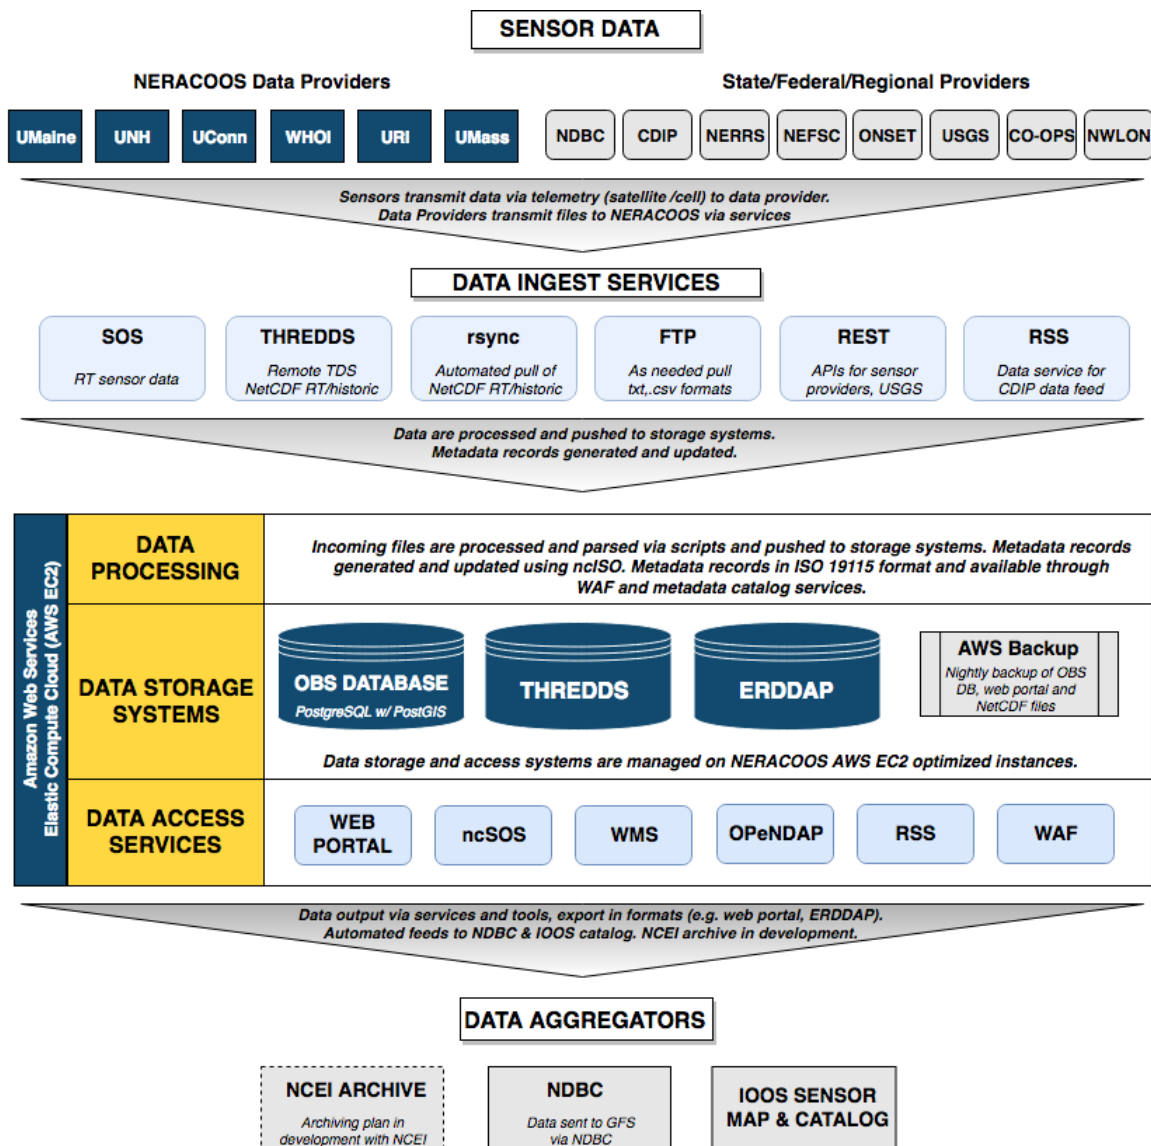 SENSOR DATA
NERACOOS Data Providers
State/Federal/Regional Providers
UMaine
UNH
UConn
WHOI
URI
UMass
NDBC
CDIP
NERRS
NEFSC
ONSET
USGS
CO-OPS
NWLON
Sensors transmit data via telemetry (satellite /cell) to data provider.
Data Providers transmit files to NERACOOS via services
DATA INGEST SERVICES
SOS
RT sensor data
THREDDS
Remote TDS
NetCDF RT/historic
rsync
Automated pull of
NetCDF RT/historic
FTP
As needed pull
txt,.csv formats
REST
APIs for sensor
providers, USGS
RSS
Data service for
CDIP data feed
Data are processed and pushed to storage systems.
Metadata records generated and updated.
Amazon Web Services
Elastic Compute Cloud (AWS EC2)
DATA
PROCESSING
Incoming files are processed and parsed via scripts and pushed to storage systems. Metadata records
generated and updated using ncISO. Metadata records in ISO 19115 format and available through
WAF and metadata catalog services.
DATA STORAGE
SYSTEMS
OBS DATABASE
PostgreSQL w/ PostGIS
THREDDS
ERDDAP
AWS Backup
Nightly backup of OBS
DB, web portal and
NetCDF files
Data storage and access systems are managed on NERACOOS AWS EC2 optimized instances.
DATA ACCESS
SERVICES
WEB
PORTAL
ncSOS
WMS
OPeNDAP
RSS
WAF
Data output via services and tools, export in formats (e.g. web portal, ERDDAP).
Automated feeds to NDBC & IOOS catalog. NCEI archive in development.
DATA AGGREGATORS
NCEI ARCHIVE
Archiving plan in
development with NCEI
NDBC
Data sent to GFS
via NDBC
IOOS SENSOR
MAP & CATALOG